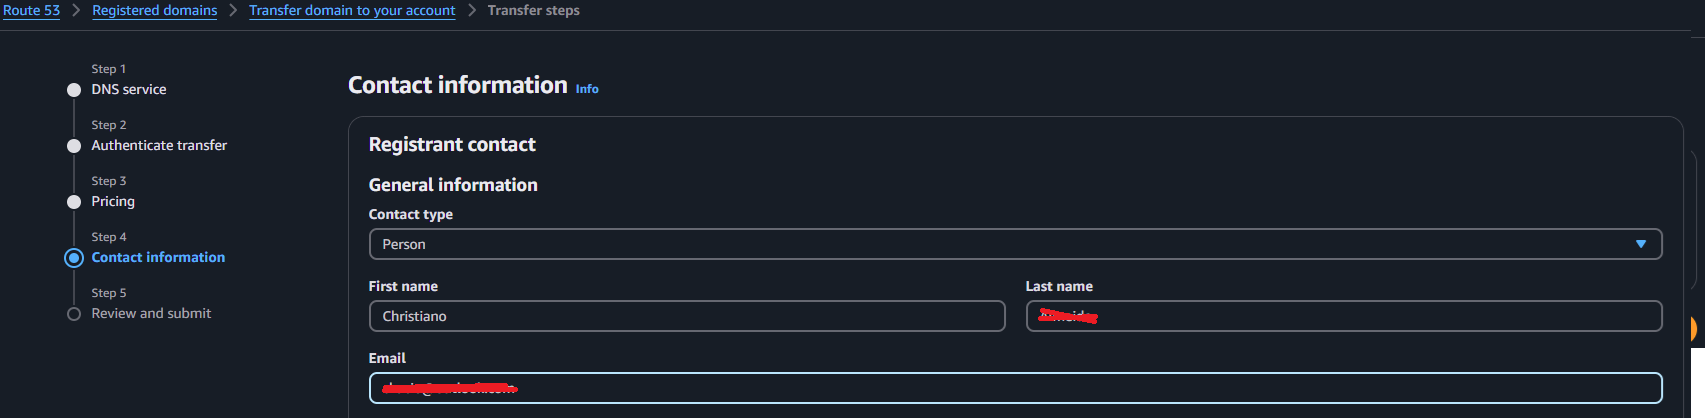 Route 53 > Registered domains > Transfer domain to your account > Transfer steps
Step 1
DNS service
Step 2
Authenticate transfer
Step 3
Pricing
Step 4
Contact information
Step 5
Review and submit
Contact information Info
Registrant contact
General information
Contact type
Person
First name
Last name
Christiano
Email